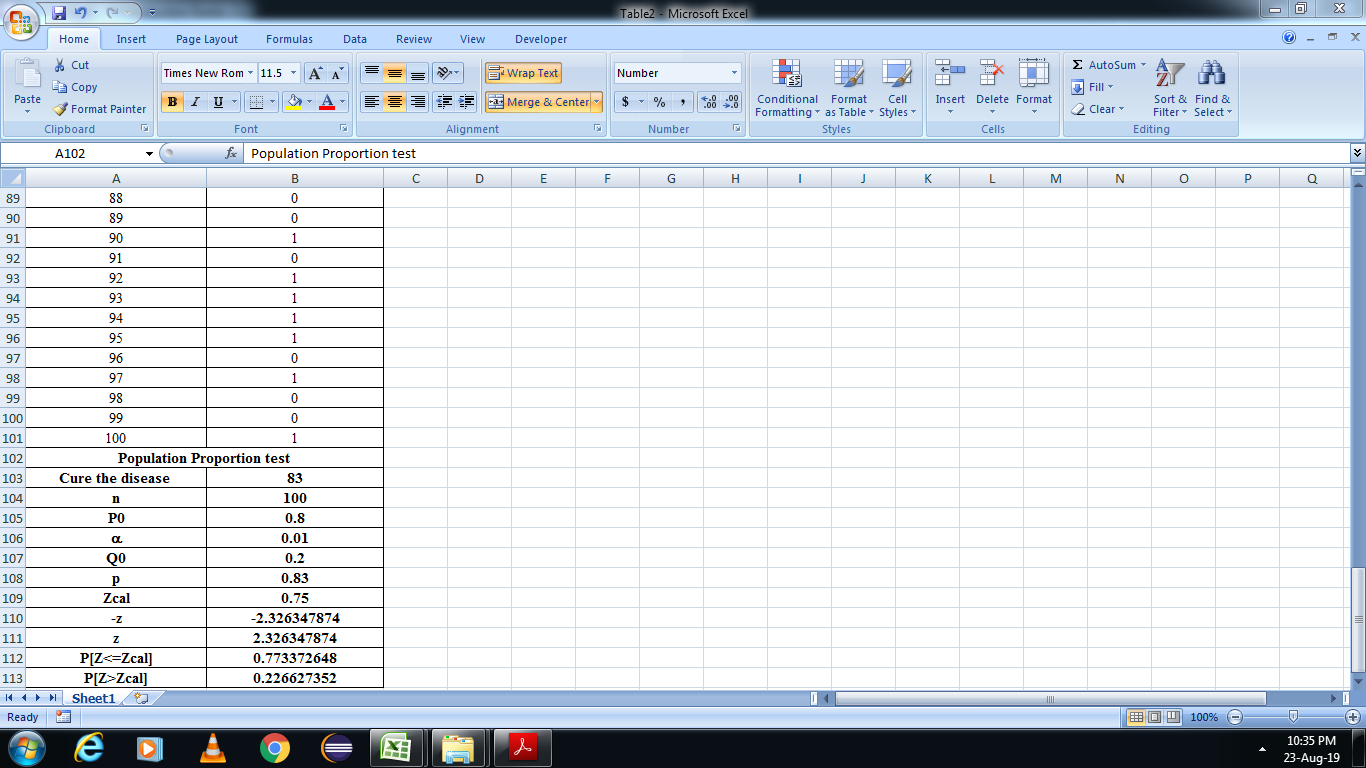 Table2 - Microsoft Excel
Home Insert Page Layout Formulas Data Review View Developer
Paste
Cut
Copy
Format Painter
Clipboard
Times New Rom 11.5 A A
B I U A
Font
Wrap Text
Merge & Center
Alignment
Number
$ % , .00 .00
Number
Conditional Formatting
Format as Table
Cell Styles
Styles
Insert Delete Format
Cells
Σ AutoSum
Fill
Clear
Sort & Filter
Find & Select
Editing
A102 fx Population Proportion test
A B C D E F G H I J K L M N O P Q
89 88 0
90 89 0
91 90 1
92 91 0
93 92 1
94 93 1
95 94 1
96 95 1
97 96 0
98 97 1
99 98 0
100 99 0
101 100 1
102 Population Proportion test
103 Cure the disease 83
104 n 100
105 P0 0.8
106 α 0.01
107 Q0 0.2
108 p 0.83
109 Zcal 0.75
110 -z -2.326347874
111 z 2.326347874
112 P[Z<=Zcal] 0.773372648
113 P[Z>Zcal] 0.226627352
Sheet1
Ready 100%
10:35 PM
23-Aug-19